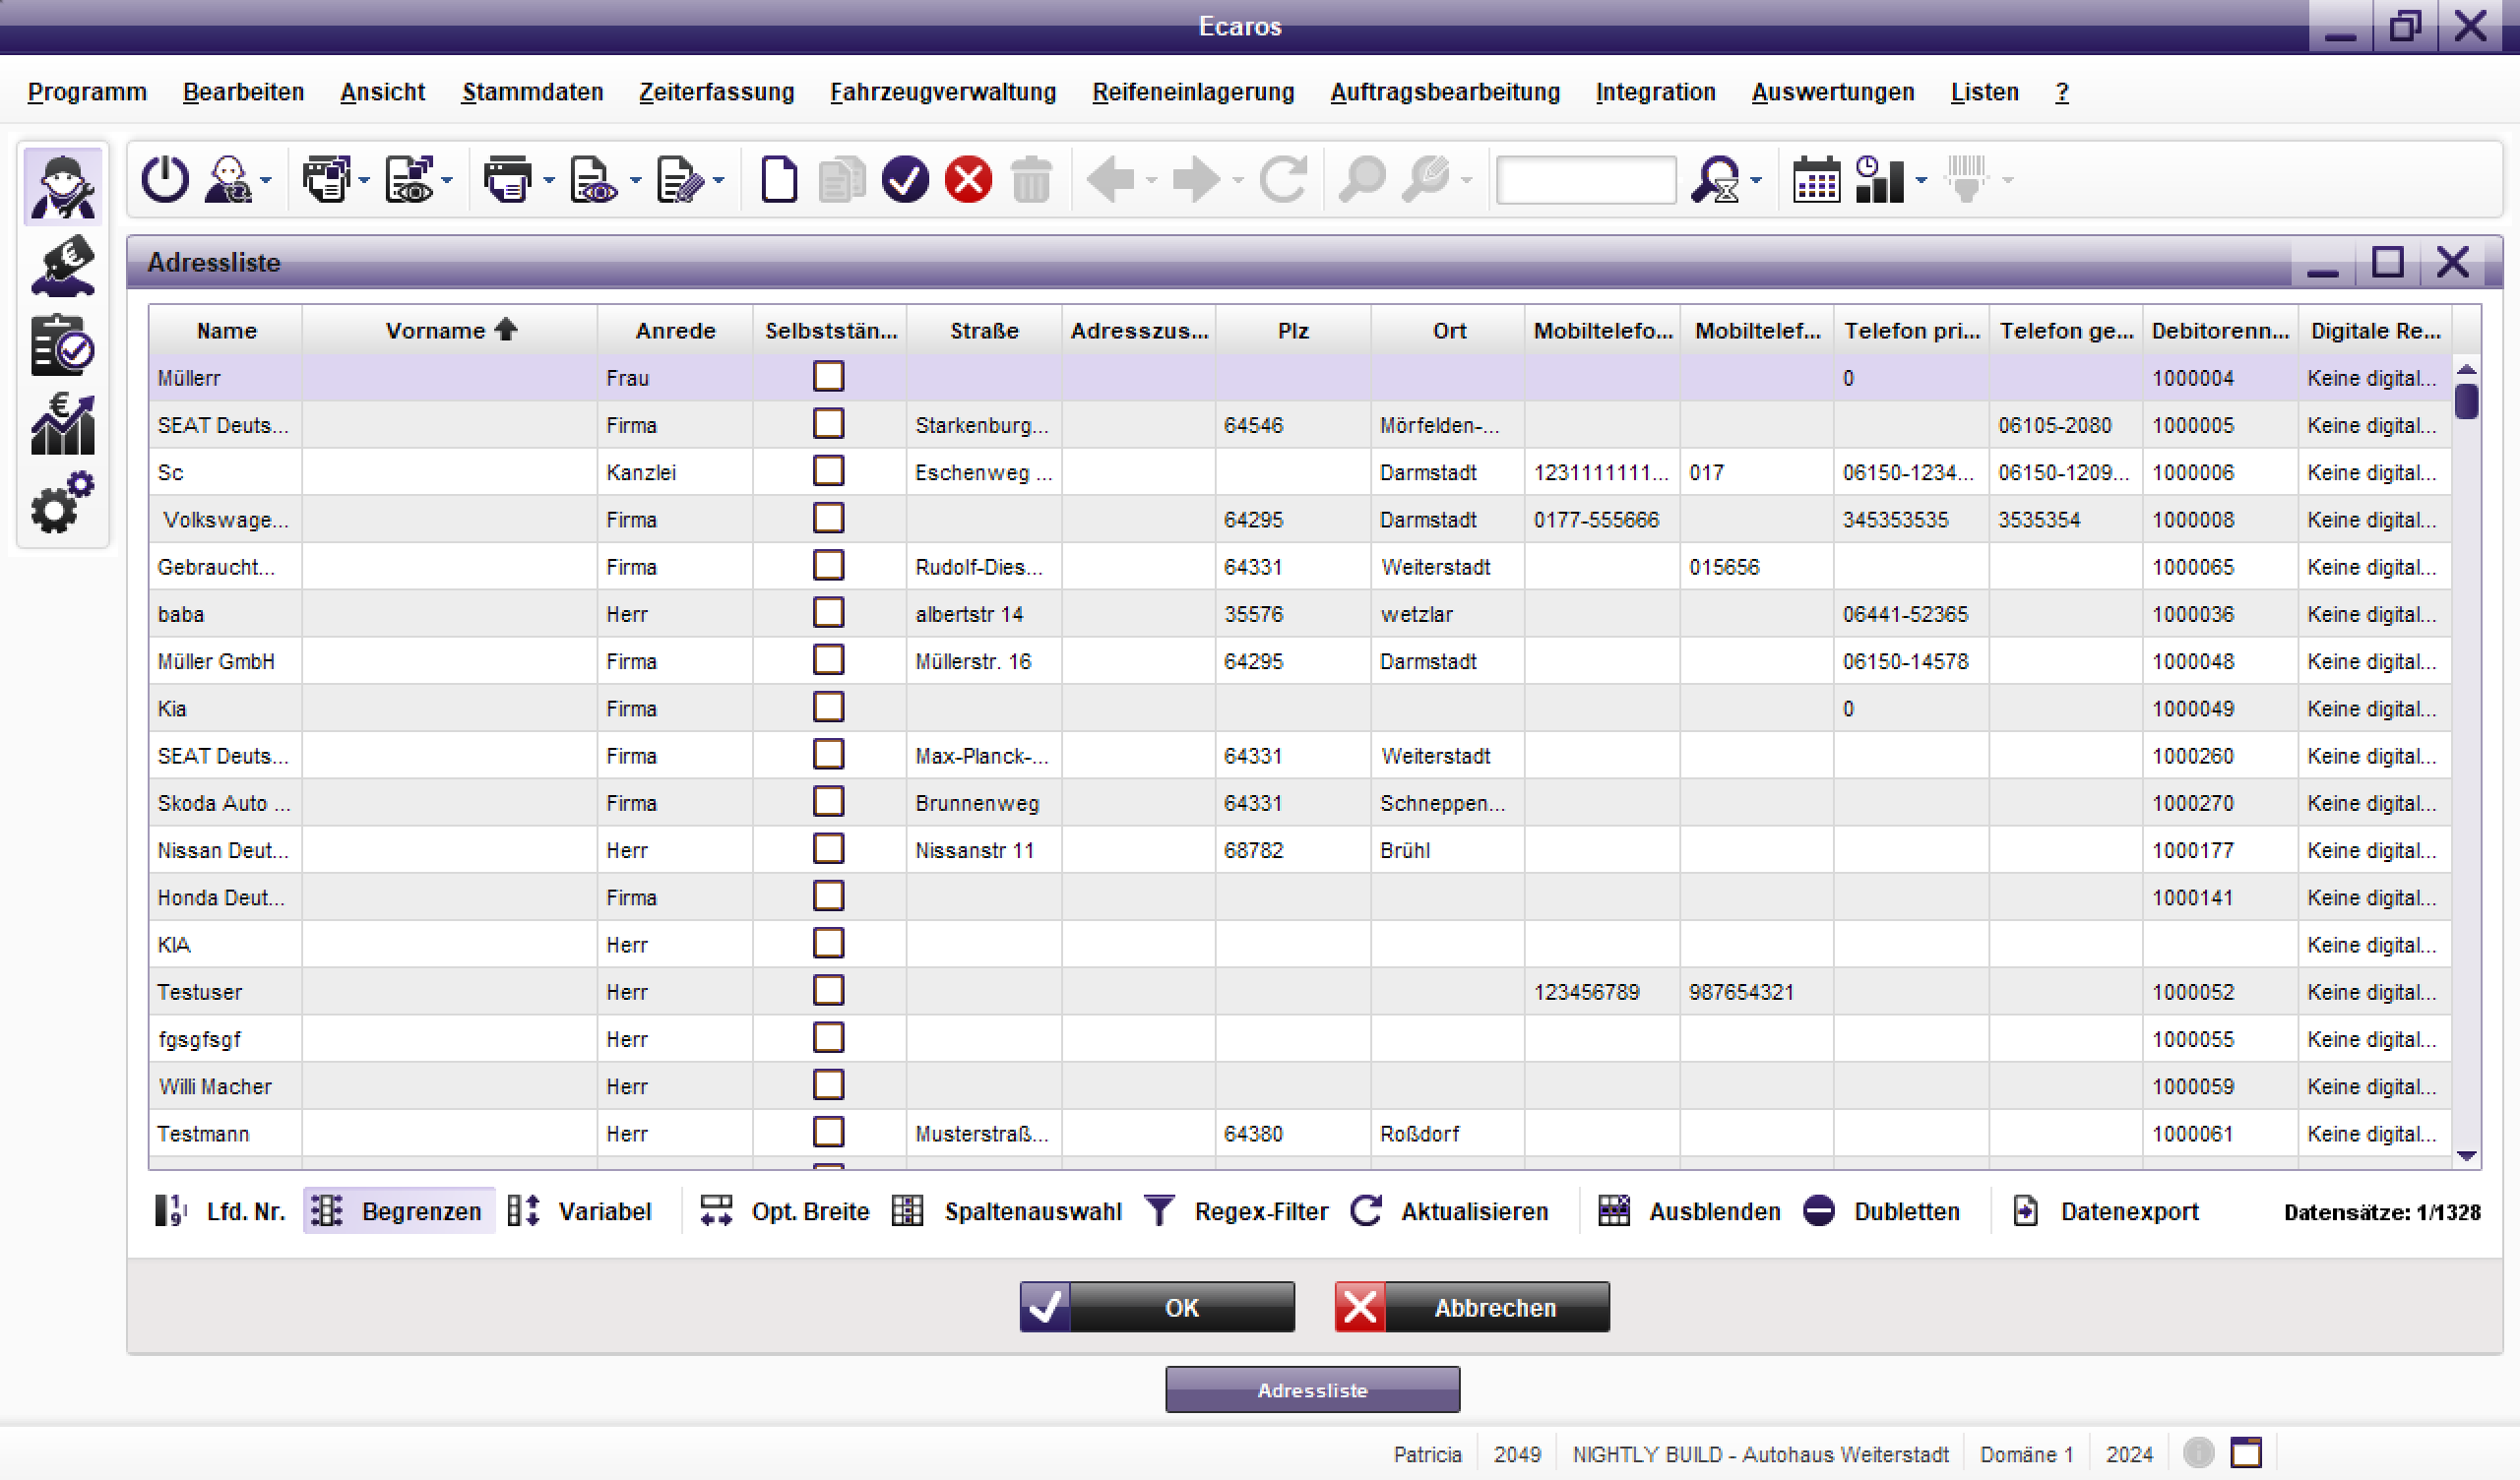 Ecaros
Programm Bearbeiten Ansicht Stammdaten Zeiterfassung Fahrzeugverwaltung Reifeneinlagerung Auftragsbearbeitung Integration Auswertungen Listen ?
Adressliste
Name Vorname Anrede Selbststän... Straße Adresszus... Plz Ort Mobiltelefo... Mobiltelef... Telefon pri... Telefon ge... Debitorenn... Digitale Re...
Müllerr Frau 0 1000004 Keine digital...
SEAT Deuts... Firma Starkenburg... 64546 Mörfelden-... 06105-2080 1000005 Keine digital...
Sc Kanzlei Eschenweg ... Darmstadt 1231111111... 017 06150-1234... 06150-1209... 1000006 Keine digital...
Volkswage... Firma 64295 Darmstadt 0177-555666 345353535 3535354 1000008 Keine digital...
Gebraucht... Firma Rudolf-Dies... 64331 Weiterstadt 015656 1000065 Keine digital...
baba Herr albertstr 14 35576 wetzlar 06441-52365 1000036 Keine digital...
Müller GmbH Firma Müllerstr. 16 64295 Darmstadt 06150-14578 1000048 Keine digital...
Kia Firma 0 1000049 Keine digital...
SEAT Deuts... Firma Max-Planck-... 64331 Weiterstadt 1000260 Keine digital...
Skoda Auto ... Firma Brunnenweg 64331 Schneppen... 1000270 Keine digital...
Nissan Deut... Herr Nissanstr 11 68782 Brühl 1000177 Keine digital...
Honda Deut... Firma 1000141 Keine digital...
KIA Herr Keine digital...
Testuser Herr 123456789 987654321 1000052 Keine digital...
fgsgfsgf Herr 1000055 Keine digital...
Willi Macher Herr 1000059 Keine digital...
Testmann Herr Musterstraß... 64380 Roßdorf 1000061 Keine digital...
Lfd. Nr. Begrenzen Variabel Opt. Breite Spaltenauswahl Regex-Filter Aktualisieren Ausblenden Dubletten Datenexport Datensätze: 1/1328
OK Abbrechen
Adressliste
Patricia 2049 NIGHTLY BUILD - Autohaus Weiterstadt Domäne 1 2024